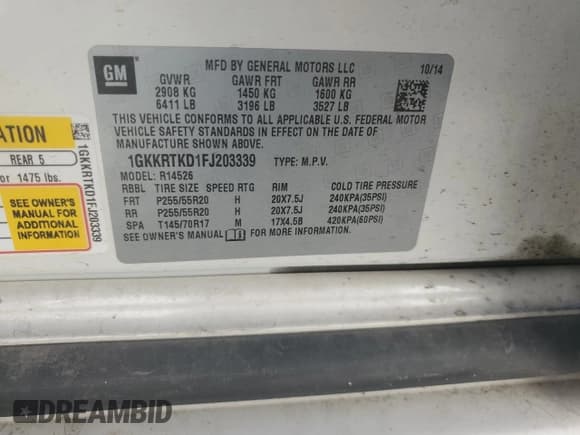 GM
MFD BY GENERAL MOTORS LLC 10/14
GVWR GAWR FRT GAWR RR
2908 KG 1450 KG 1600 KG
6411 LB 3196 LB 3527 LB
THIS VEHICLE CONFORMS TO ALL APPLICABLE U.S. FEDERAL MOTOR
VEHICLE SAFETY STANDARDS IN EFFECT ON THE DATE OF
MANUFACTURE SHOWN ABOVE.
1GKKRTKD1FJ203339 TYPE: M.P.V.
MODEL: R14526
RBBL TIRE SIZE SPEED RTG RIM COLD TIRE PRESSURE
FRT P255/55R20 H 20X7.5J 240KPA(35PSI)
RR P255/55R20 H 20X7.5J 240KPA(35PSI)
SPA T145/70R17 M 17X4.5B 420KPA(60PSI)
SEE OWNER'S MANUAL FOR MORE INFORMATION.
ATION
REAR 5
or 1475 lbs.
SEE OWNER'S
MANUAL FOR
ADDITIONAL
INFORMATION
1GKKRTKD1FJ203339
DREAMBID